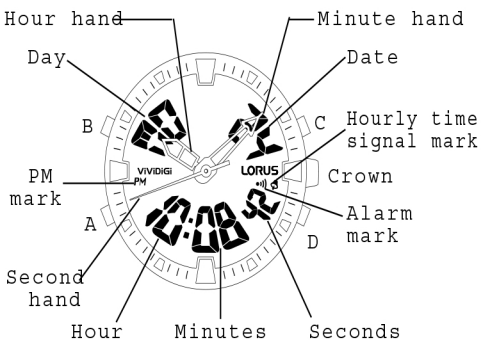 Hour hand
Minute hand
Day
Date
B
C
Hourly time
signal mark
ViViDiGi
LORUS
PM
mark
PM
Crown
A
Alarm
mark
D
Second
hand
Hour
Minutes
Seconds